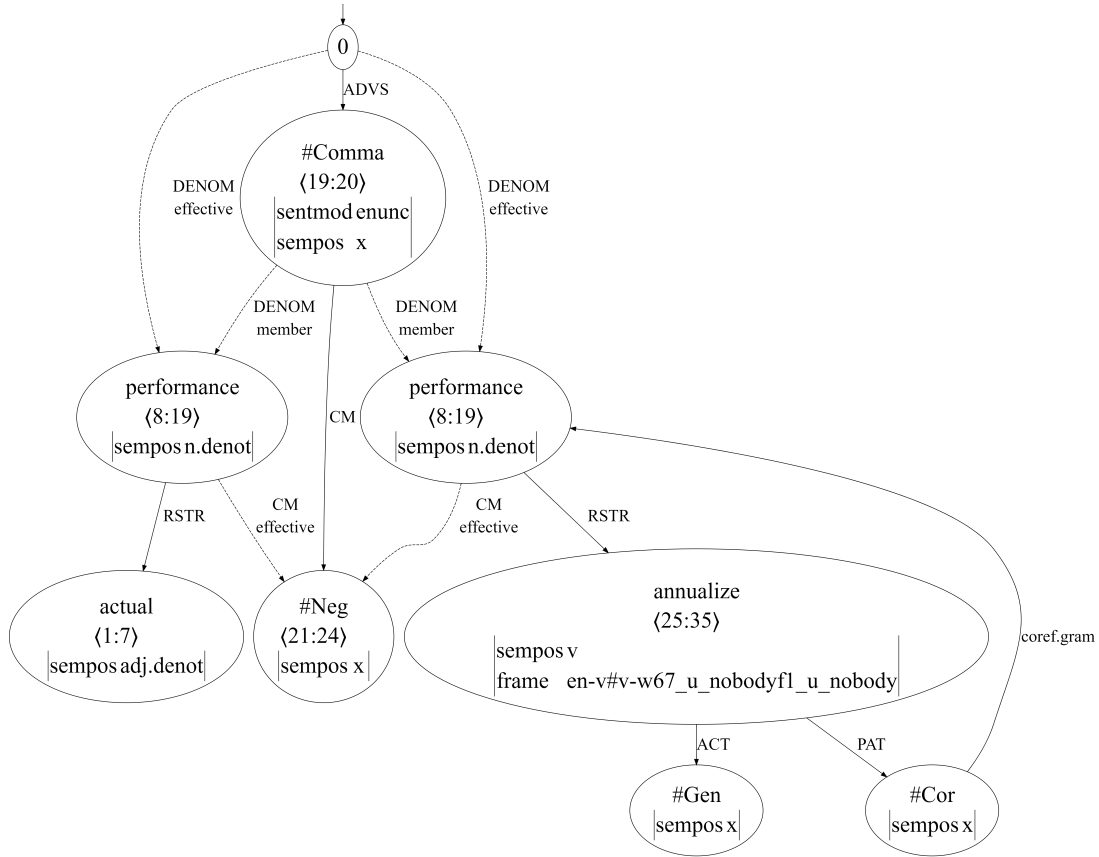 0
ADVS
#Comma
⟨19:20⟩
sentmod enunc
sempos x
DENOM
effective
DENOM
effective
DENOM
member
DENOM
member
performance
⟨8:19⟩
sempos n.denot
CM
performance
⟨8:19⟩
sempos n.denot
RSTR
CM
effective
CM
effective
RSTR
actual
⟨1:7⟩
sempos adj.denot
#Neg
⟨21:24⟩
sempos x
annualize
⟨25:35⟩
sempos v
frame en-v#v-w67_u_nobodyf1_u_nobody
coref.gram
ACT
PAT
#Gen
sempos x
#Cor
sempos x